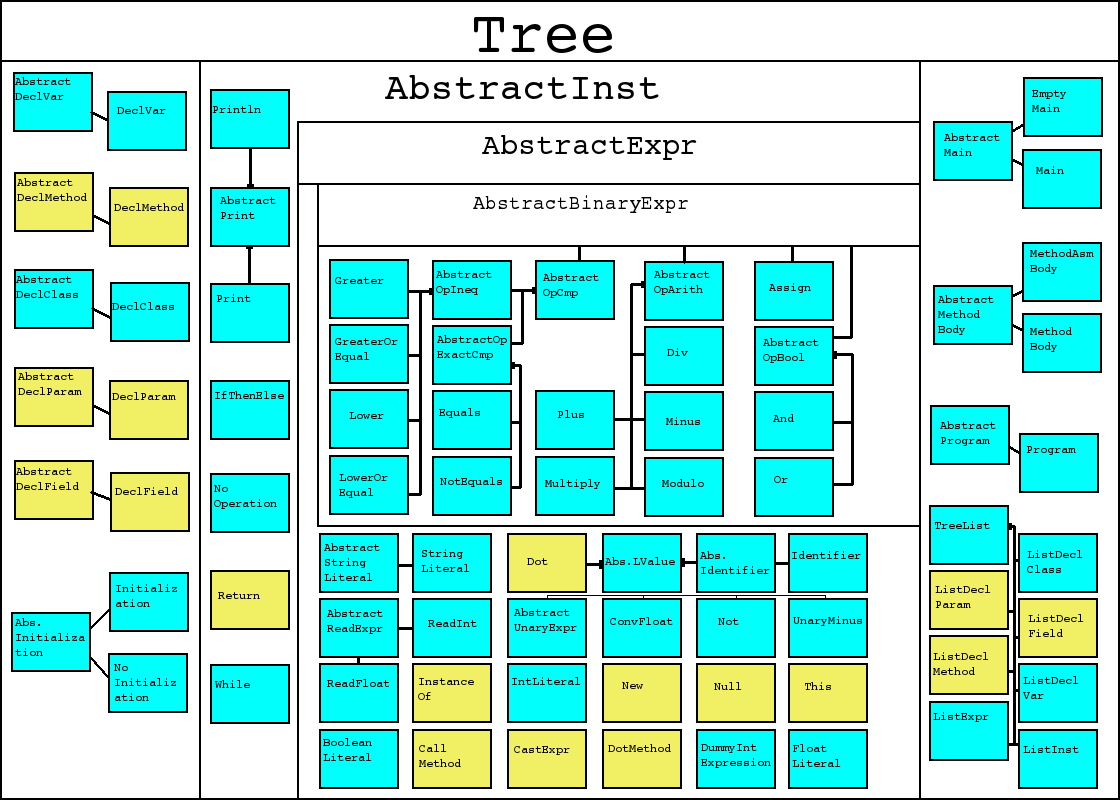 Tree
Abstract
DeclVar
DeclVar
Abstract
DeclMethod
DeclMethod
Abstract
DeclClass
DeclClass
Abstract
DeclParam
DeclParam
Abstract
DeclField
DeclField
Abs.
Initializa
tion
Initializ
ation
No
Initializ
ation
AbstractInst
Println
Abstract
Print
Print
IfThenElse
No
Operation
Return
While
AbstractExpr
AbstractBinaryExpr
Greater
Abstract
OpIneq
Abstract
OpCmp
Abstract
OpArith
Assign
GreaterOr
Equal
AbstractOp
ExactCmp
Div
Abstract
OpBool
Lower
Equals
Plus
Minus
And
LowerOr
Equal
NotEquals
Multiply
Modulo
Or
Abstract
String
Literal
String
Literal
Dot
Abs.LValue
Abs.
Identifier
Identifier
Abstract
ReadExpr
ReadInt
Abstract
UnaryExpr
ConvFloat
Not
UnaryMinus
ReadFloat
Instance
Of
IntLiteral
New
Null
This
Boolean
Literal
Call
Method
CastExpr
DotMethod
DummyInt
Expression
Float
Literal
Abstract
Main
Empty
Main
Main
Abstract
Method
Body
MethodAsm
Body
Method
Body
Abstract
Program
Program
TreeList
ListDecl
Class
ListDecl
Param
ListDecl
Field
ListDecl
Method
ListDecl
Var
ListExpr
ListInst